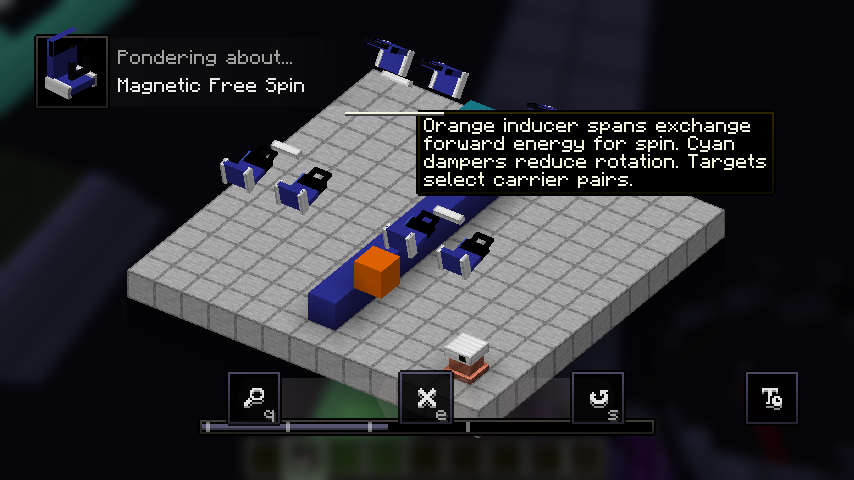 Pondering about...
Magnetic Free Spin
Orange inducer spans exchange
forward energy for spin. Cyan
dampers reduce rotation. Targets
select carrier pairs.
q
e
s
T